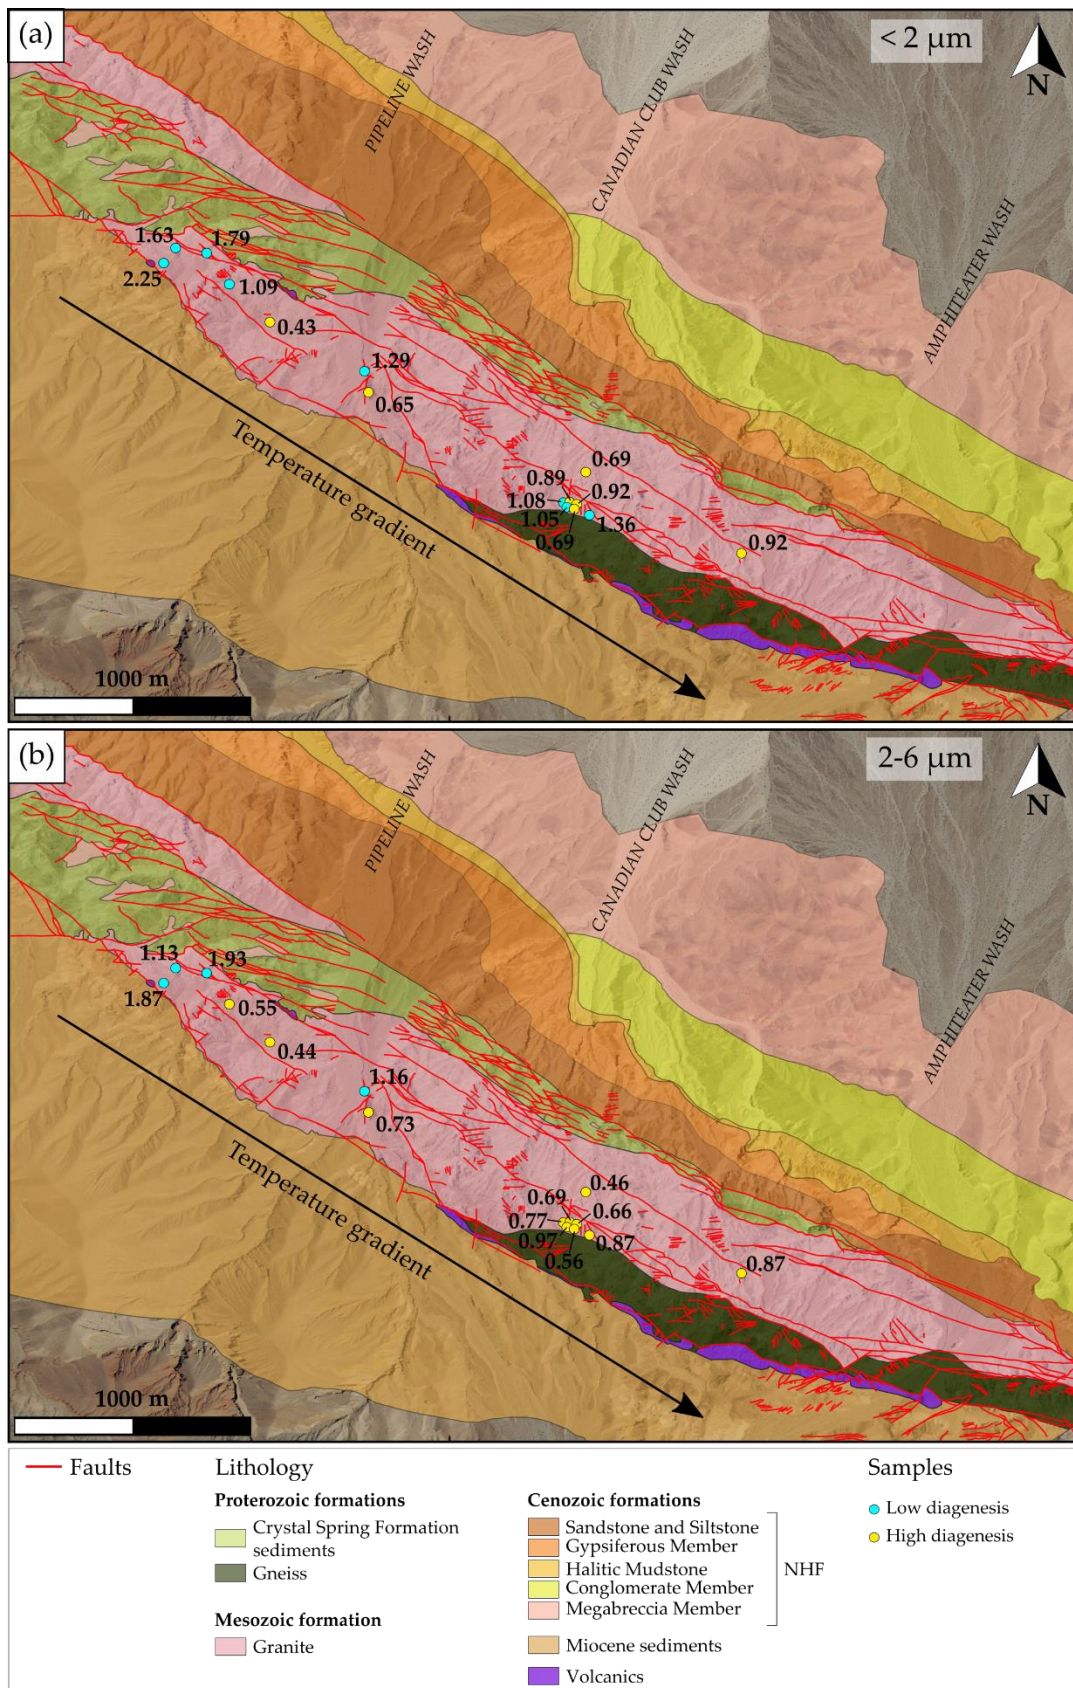 (a)
< 2 μm
N
PIPELINE WASH
CANADIAN CLUB WASH
AMPHITEATER WASH
1.63
1.79
2.25
1.09
0.43
1.29
0.65
0.69
0.89
0.92
1.08
1.05
1.36
0.69
0.92
Temperature gradient
1000 m
(b)
2-6 μm
N
PIPELINE WASH
CANADIAN CLUB WASH
AMPHITEATER WASH
1.13
1.93
1.87
0.55
0.44
1.16
0.73
0.46
0.69
0.66
0.77
0.97
0.87
0.56
0.87
Temperature gradient
1000 m
Faults
Lithology
Proterozoic formations
Crystal Spring Formation
sediments
Gneiss
Mesozoic formation
Granite
Cenozoic formations
Sandstone and Siltstone
Gypsiferous Member
Halitic Mudstone
Conglomerate Member
Megabreccia Member
NHF
Miocene sediments
Volcanics
Samples
Low diagenesis
High diagenesis